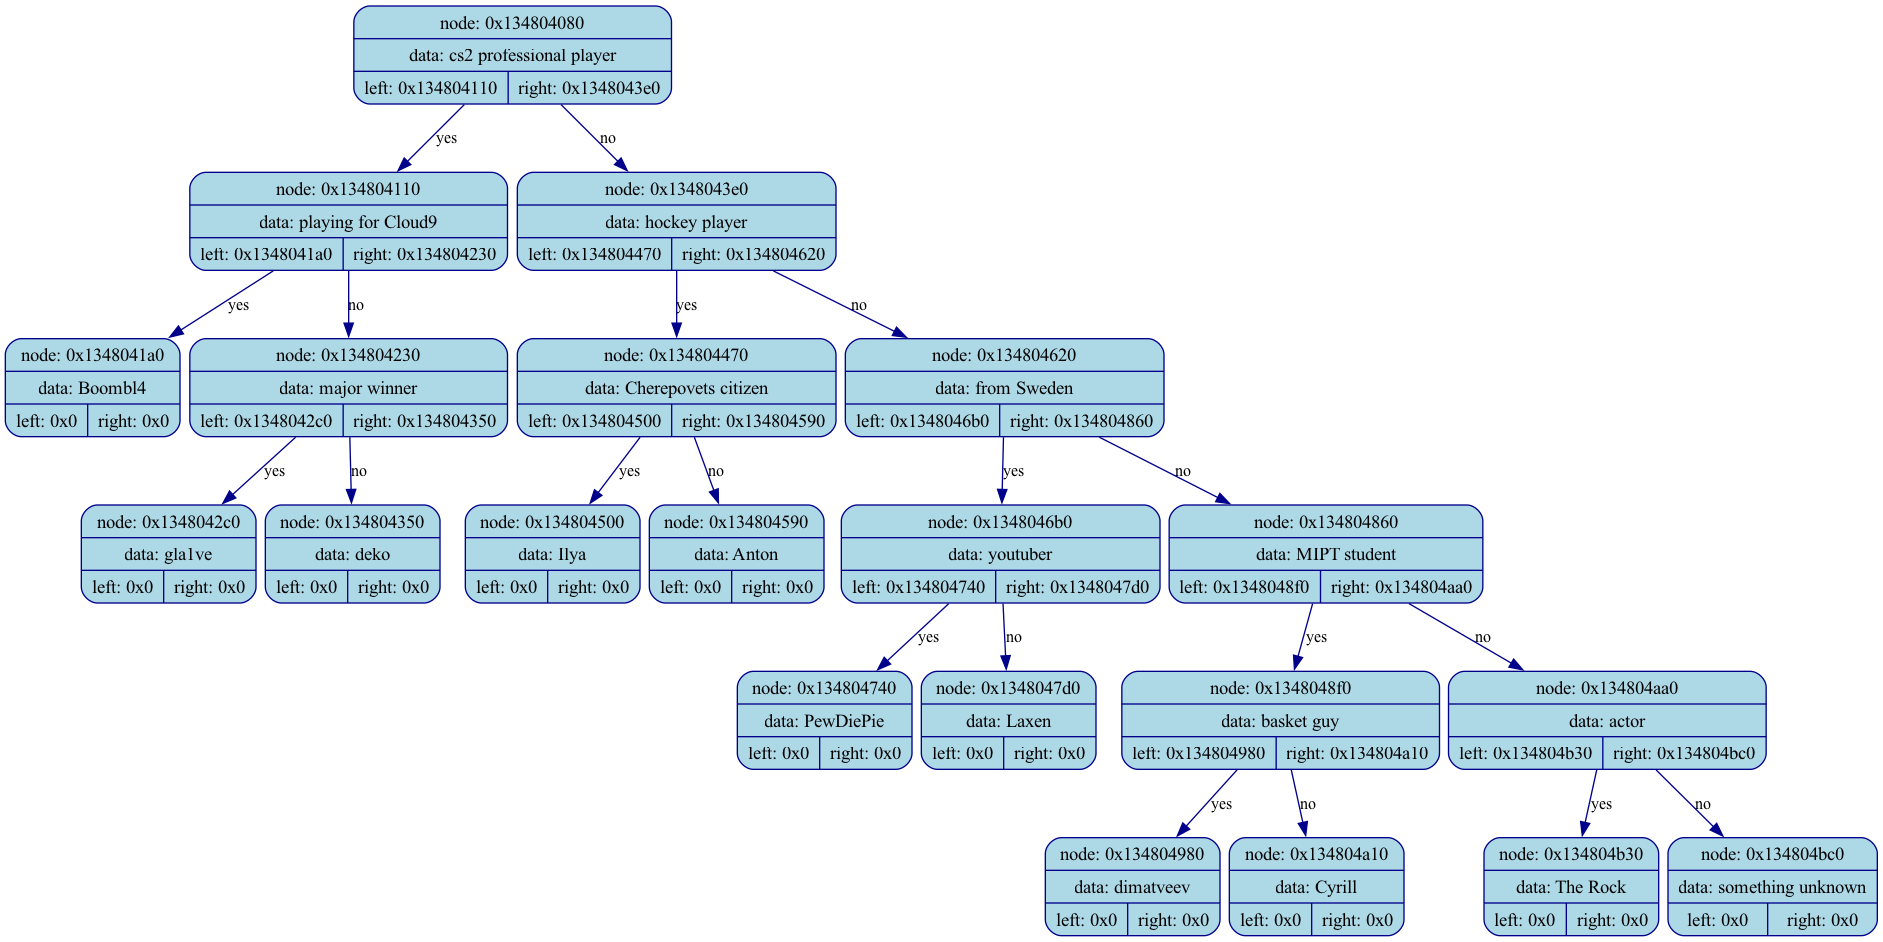 node: 0x134804080
data: cs2 professional player
left: 0x134804110 right: 0x1348043e0
yes no
node: 0x134804110 node: 0x1348043e0
data: playing for Cloud9 data: hockey player
left: 0x1348041a0 right: 0x134804230 left: 0x134804470 right: 0x134804620
yes no yes no
node: 0x1348041a0 node: 0x134804230 node: 0x134804470 node: 0x134804620
data: Boombl4 data: major winner data: Cherepovets citizen data: from Sweden
left: 0x0 right: 0x0 left: 0x1348042c0 right: 0x134804350 left: 0x134804500 right: 0x134804590 left: 0x1348046b0 right: 0x134804860
yes no yes no yes no
node: 0x1348042c0 node: 0x134804350 node: 0x134804500 node: 0x134804590 node: 0x1348046b0 node: 0x134804860
data: gla1ve data: deko data: Ilya data: Anton data: youtuber data: MIPT student
left: 0x0 right: 0x0 left: 0x0 right: 0x0 left: 0x0 right: 0x0 left: 0x0 right: 0x0 left: 0x134804740 right: 0x1348047d0 left: 0x1348048f0 right: 0x134804aa0
yes no yes no
node: 0x134804740 node: 0x1348047d0 node: 0x1348048f0 node: 0x134804aa0
data: PewDiePie data: Laxen data: basket guy data: actor
left: 0x0 right: 0x0 left: 0x0 right: 0x0 left: 0x134804980 right: 0x134804a10 left: 0x134804b30 right: 0x134804bc0
yes no yes no
node: 0x134804980 node: 0x134804a10 node: 0x134804b30 node: 0x134804bc0
data: dimatveev data: Cyrill data: The Rock data: something unknown
left: 0x0 right: 0x0 left: 0x0 right: 0x0 left: 0x0 right: 0x0 left: 0x0 right: 0x0